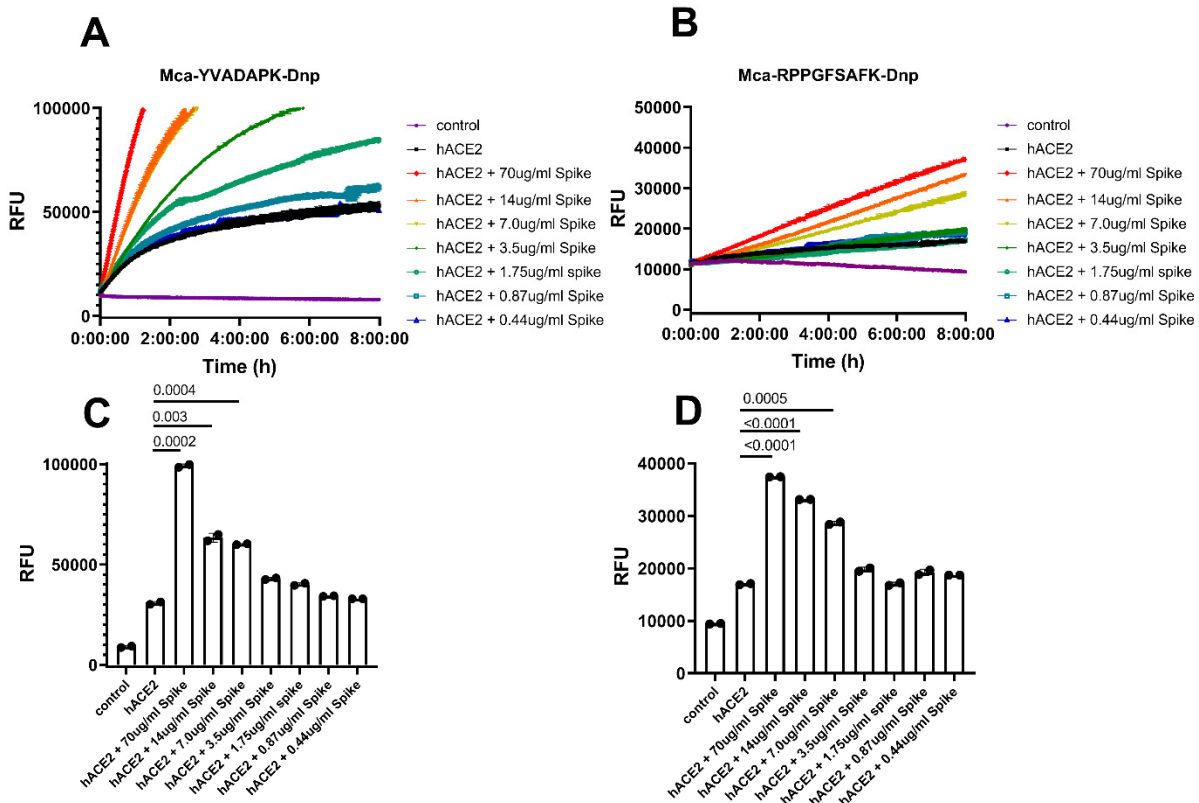 A
Mca-YVADAPK-Dnp
RFU
100000
50000
0
0:00:00 2:00:00 4:00:00 6:00:00 8:00:00
Time (h)
control
hACE2
hACE2 + 70ug/ml Spike
hACE2 + 14ug/ml Spike
hACE2 + 7.0ug/ml Spike
hACE2 + 3.5ug/ml Spike
hACE2 + 1.75ug/ml spike
hACE2 + 0.87ug/ml Spike
hACE2 + 0.44ug/ml Spike
B
Mca-RPPGFSAFK-Dnp
RFU
50000
40000
30000
20000
10000
0
0:00:00 2:00:00 4:00:00 6:00:00 8:00:00
Time (h)
control
hACE2
hACE2 + 70ug/ml Spike
hACE2 + 14ug/ml Spike
hACE2 + 7.0ug/ml Spike
hACE2 + 3.5ug/ml Spike
hACE2 + 1.75ug/ml spike
hACE2 + 0.87ug/ml Spike
hACE2 + 0.44ug/ml Spike
C
0.0004
0.003
0.0002
RFU
100000
50000
0
control
hACE2
hACE2 + 70ug/ml Spike
hACE2 + 14ug/ml Spike
hACE2 + 7.0ug/ml Spike
hACE2 + 3.5ug/ml Spike
hACE2 + 1.75ug/ml spike
hACE2 + 0.87ug/ml Spike
hACE2 + 0.44ug/ml Spike
D
0.0005
<0.0001
<0.0001
RFU
40000
30000
20000
10000
0
control
hACE2
hACE2 + 70ug/ml Spike
hACE2 + 14ug/ml Spike
hACE2 + 7.0ug/ml Spike
hACE2 + 3.5ug/ml Spike
hACE2 + 1.75ug/ml spike
hACE2 + 0.87ug/ml Spike
hACE2 + 0.44ug/ml Spike